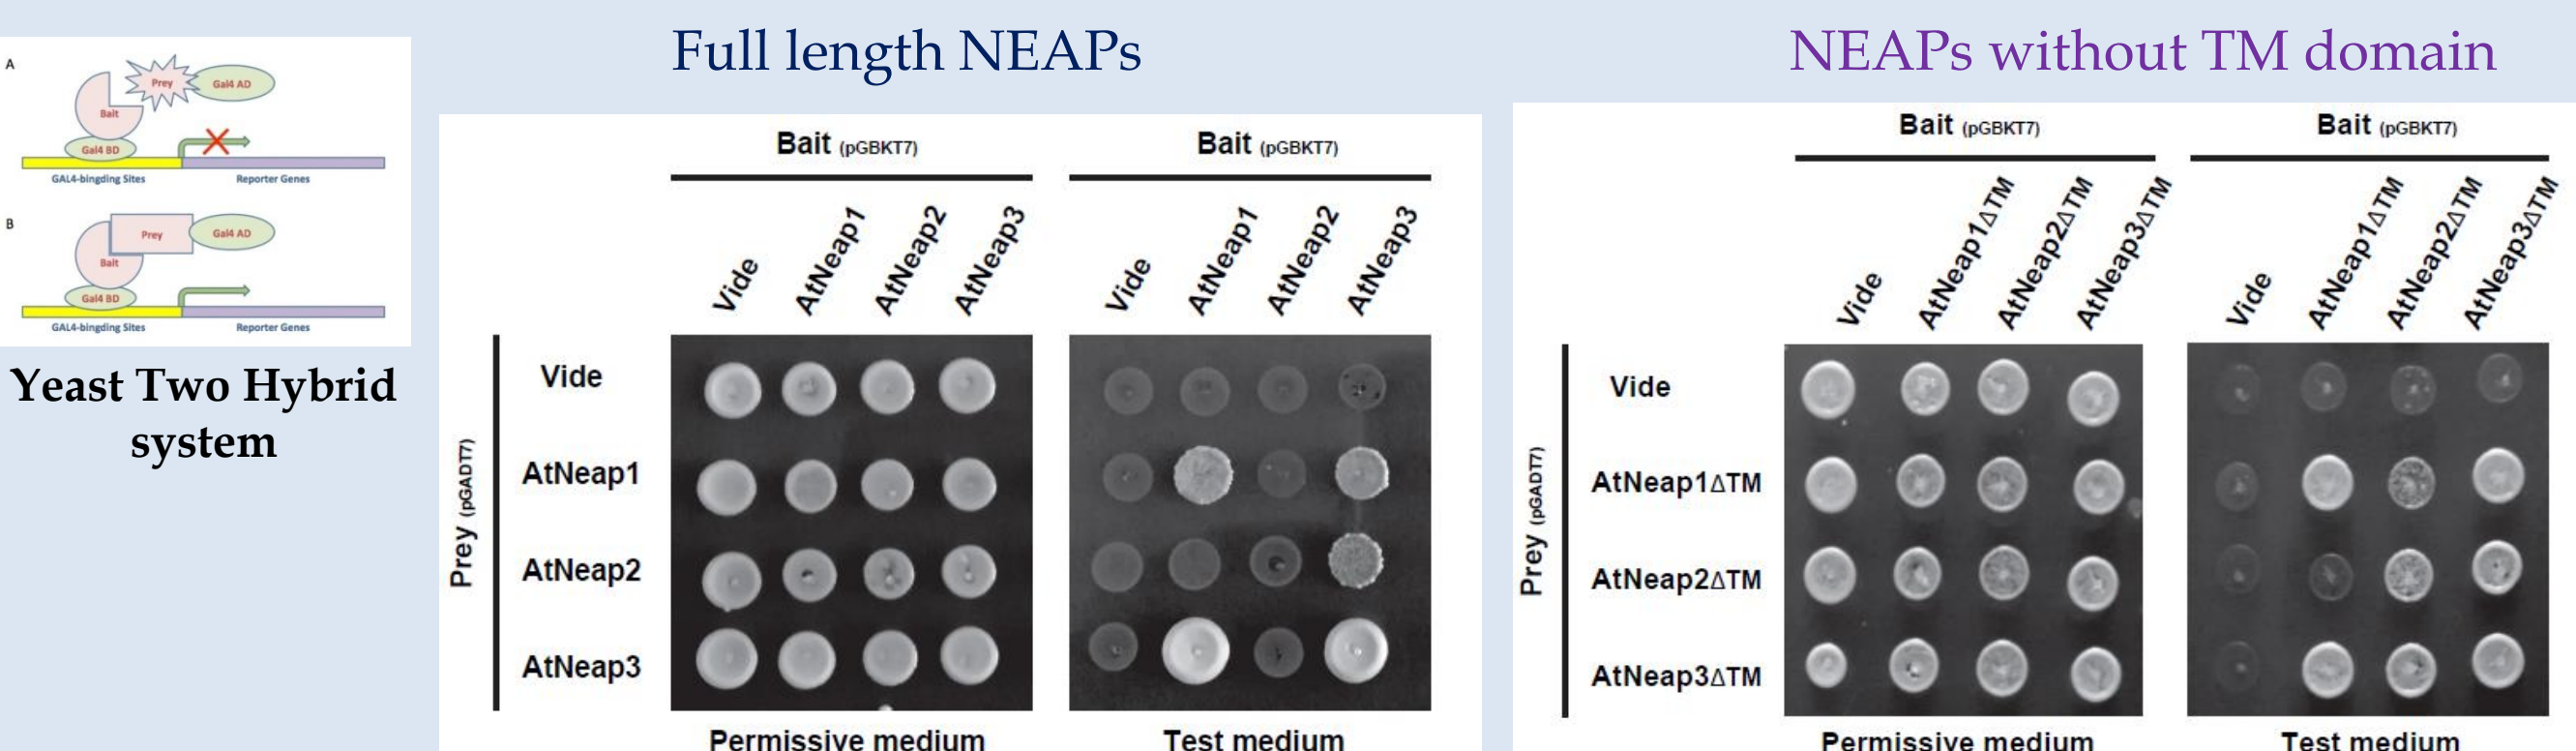 Full length NEAPs
NEAPs without TM domain
A
Prey
Gal4 AD
Bait
Gal4 BD
GAL4-bingding Sites
Reporter Genes
B
Prey
Gal4 AD
Bait
Gal4 BD
GAL4-bingding Sites
Reporter Genes
Yeast Two Hybrid
system
Bait (pGBKT7)
Bait (pGBKT7)
Vide
AtNeap1
AtNeap2
AtNeap3
Vide
AtNeap1
AtNeap2
AtNeap3
Prey (pGADT7)
Vide
AtNeap1
AtNeap2
AtNeap3
Permissive medium
Test medium
Bait (pGBKT7)
Bait (pGBKT7)
Vide
AtNeap1ΔTM
AtNeap2ΔTM
AtNeap3ΔTM
Vide
AtNeap1ΔTM
AtNeap2ΔTM
AtNeap3ΔTM
Prey (pGADT7)
Vide
AtNeap1ΔTM
AtNeap2ΔTM
AtNeap3ΔTM
Permissive medium
Test medium